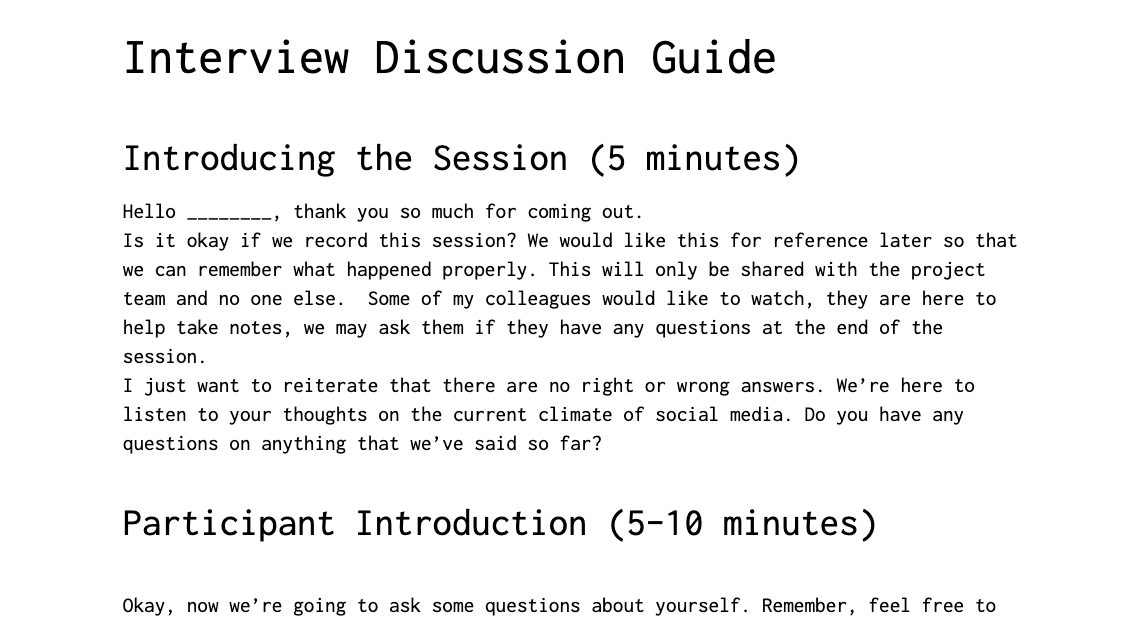 Interview Discussion Guide
Introducing the Session (5 minutes)
Hello ________, thank you so much for coming out.
Is it okay if we record this session? We would like this for reference later so that
we can remember what happened properly. This will only be shared with the project
team and no one else.  Some of my colleagues would like to watch, they are here to
help take notes, we may ask them if they have any questions at the end of the
session.
I just want to reiterate that there are no right or wrong answers. We’re here to
listen to your thoughts on the current climate of social media. Do you have any
questions on anything that we’ve said so far?
Participant Introduction (5–10 minutes)
Okay, now we’re going to ask some questions about yourself. Remember, feel free to